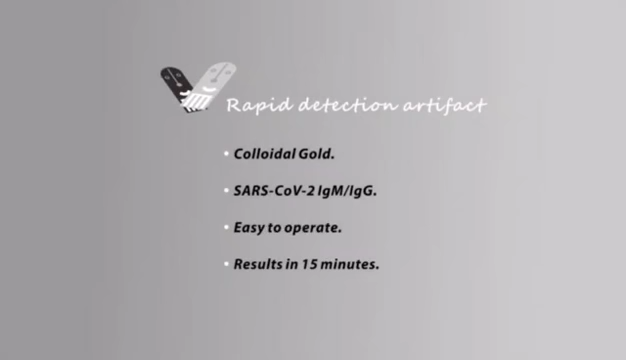 Rapid detection artifact
• Colloidal Gold.
• SARS-CoV-2 IgM/IgG.
• Easy to operate.
• Results in 15 minutes.